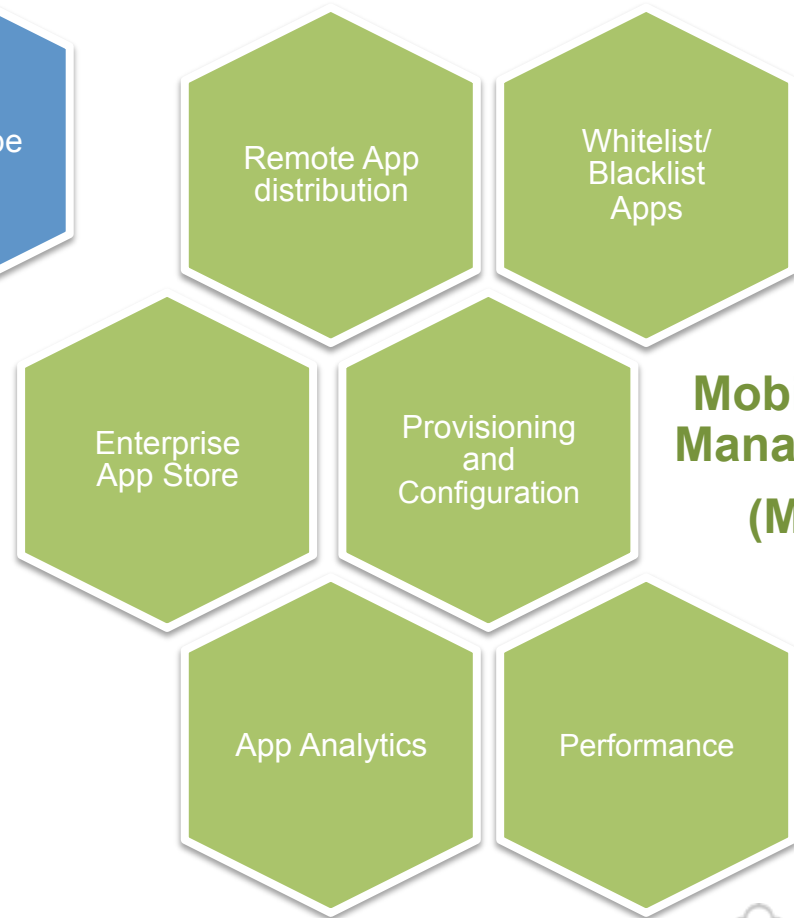 Remote App
distribution
Whitelist/
Blacklist
Apps
Enterprise
App Store
Provisioning
and
Configuration
App Analytics
Performance